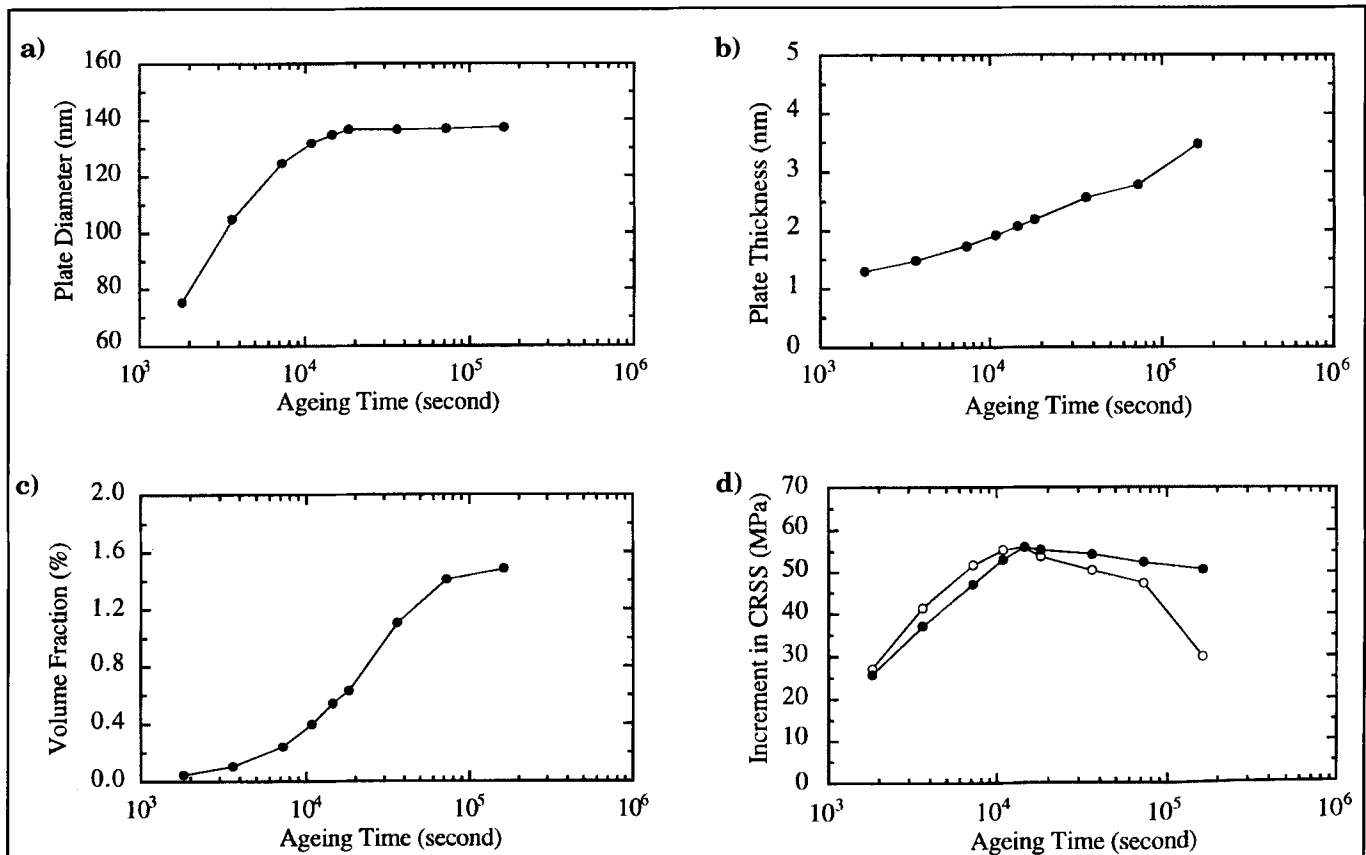 a)
160
140
120
100
80
60
Plate Diameter (nm)
10³ 10⁴ 10⁵ 10⁶
Ageing Time (second)
b)
5
4
3
2
1
0
Plate Thickness (nm)
10³ 10⁴ 10⁵ 10⁶
Ageing Time (second)
c)
2.0
1.6
1.2
0.8
0.4
0.0
Volume Fraction (%)
10³ 10⁴ 10⁵ 10⁶
Ageing Time (second)
d)
70
60
50
40
30
20
10
0
Increment in CRSS (MPa)
10³ 10⁴ 10⁵ 10⁶
Ageing Time (second)